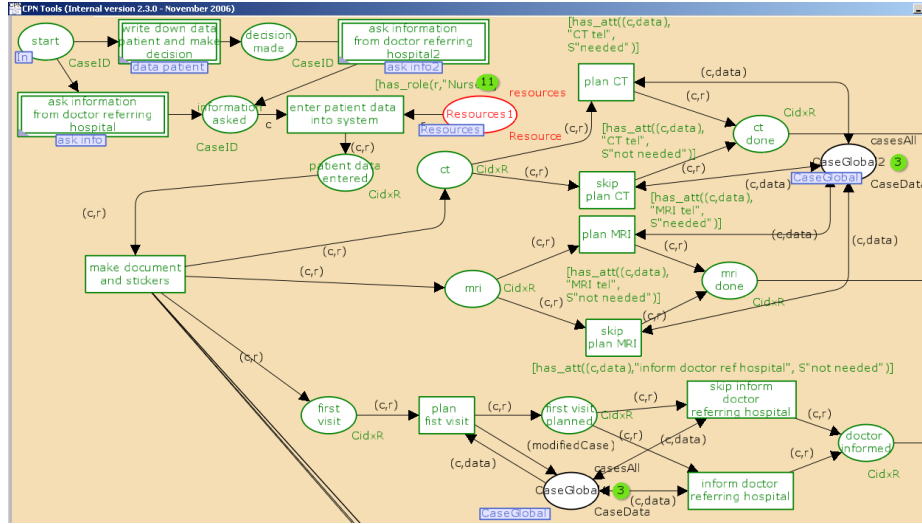 CPN Tools (Internal version 2.3.0 - November 2006)
start
In
CaseID
write down data
patient and make
decision
data patient
decision
made
CaseID
ask information
from doctor referring
hospital2
ask info2
ask information
from doctor referring
hospital
ask info
information
asked
CaseID
c
[has_role(r,"Nurse
11
enter patient data
into system
resources
Resources1
Resources
Resource
(c,r)
patient data
entered
CidxR
(c,r)
make document
and stickers
(c,r)
ct
CidxR
(c,r)
(c,r)
[has_att((c,data),
"CT tel",
S"needed")]
plan CT
(c,data)
(c,r)
[has_att((c,data),
"CT tel",
S"not needed")]
(c,r)
skip
plan CT
ct
done
CidxR
casesAll
CaseGlobal2
3
CaseGlobal
CaseData
(c,data)
[has_att((c,data),
"MRI tel",
S"needed")]
plan MRI
(c,data)
(c,data)
(c,r)
(c,r)
mri
CidxR
(c,r)
(c,r)
[has_att((c,data),
"MRI tel",
S"not needed")]
(c,r)
skip
plan MRI
mri
done
CidxR
(c,r)
first
visit
CidxR
(c,r)
plan
fist visit
(c,r)
first visit
planned
CidxR
(c,r)
(c,r)
[has_att((c,data),"inform doctor ref hospital", S"not needed")]
skip inform
doctor
referring hospital
(c,r)
(modifiedCase)
(c,data)
(c,data)
casesAll
CaseGlobal
3
CaseGlobal
CaseData
(c,data)
inform doctor
referring hospital
(c,r)
doctor
informed
CidxR